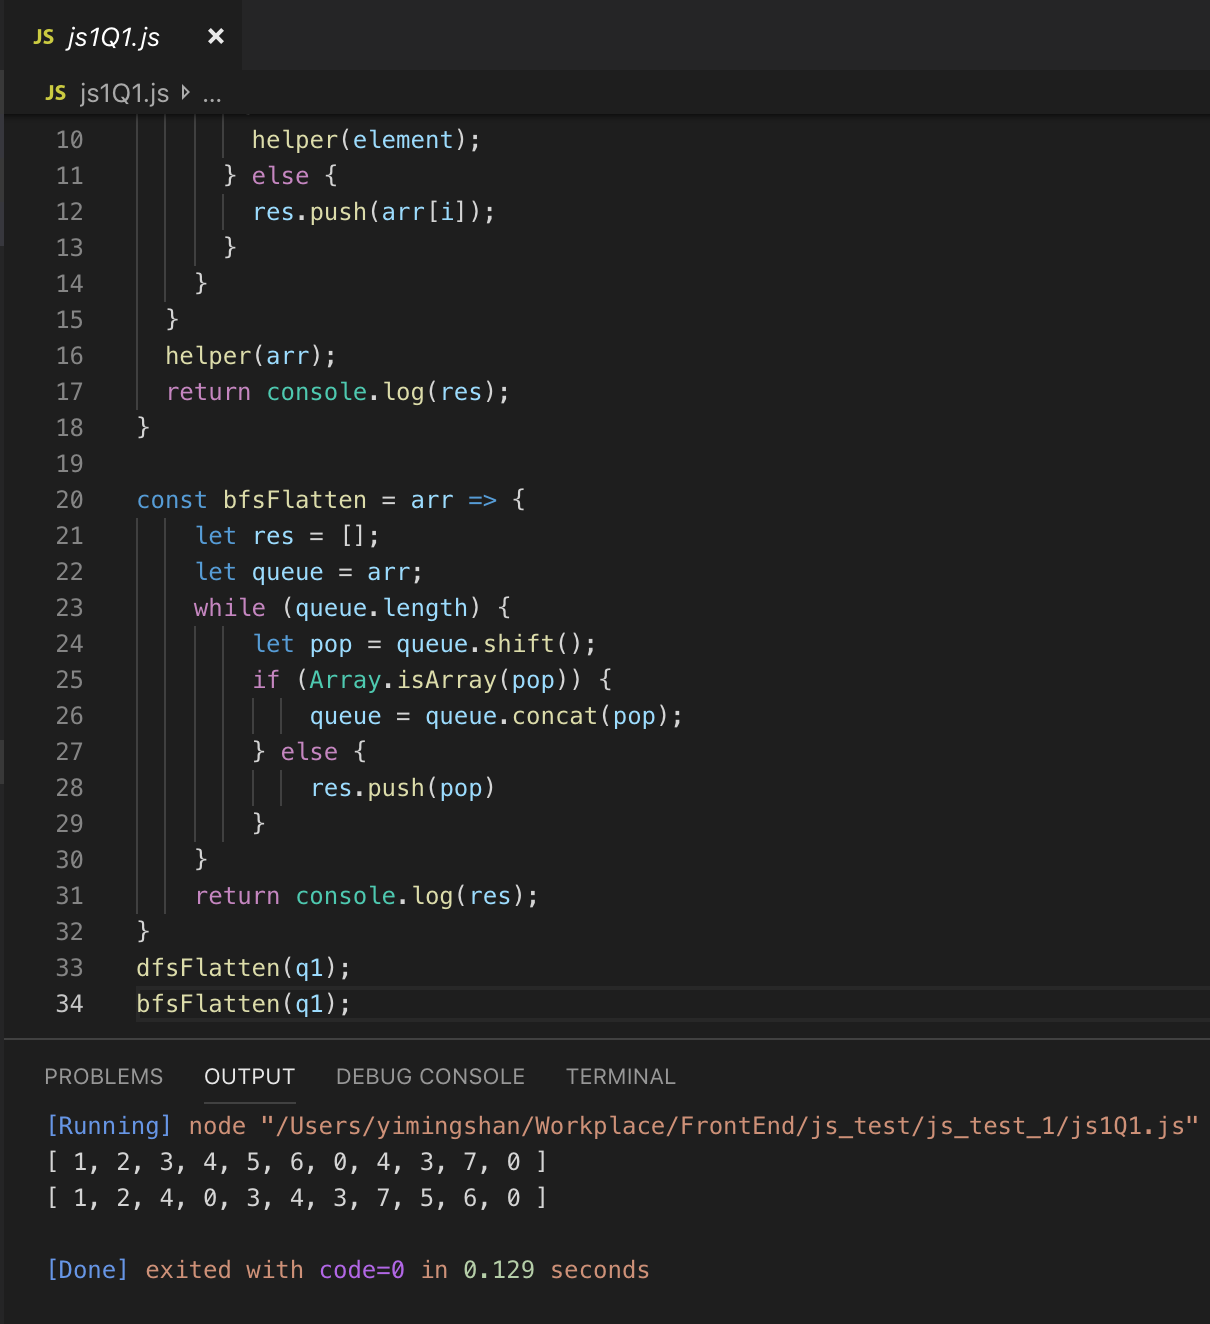 JS js1Q1.js ×
JS js1Q1.js ▹ ...
10 helper(element);
11 } else {
12 res.push(arr[i]);
13 }
14 }
15 }
16 helper(arr);
17 return console.log(res);
18 }
19
20 const bfsFlatten = arr => {
21 let res = [];
22 let queue = arr;
23 while (queue.length) {
24 let pop = queue.shift();
25 if (Array.isArray(pop)) {
26 queue = queue.concat(pop);
27 } else {
28 res.push(pop)
29 }
30 }
31 return console.log(res);
32 }
33 dfsFlatten(q1);
34 bfsFlatten(q1);
PROBLEMS OUTPUT DEBUG CONSOLE TERMINAL
[Running] node "/Users/yimingshan/Workplace/FrontEnd/js_test/js_test_1/js1Q1.js"
[ 1, 2, 3, 4, 5, 6, 0, 4, 3, 7, 0 ]
[ 1, 2, 4, 0, 3, 4, 3, 7, 5, 6, 0 ]
[Done] exited with code=0 in 0.129 seconds